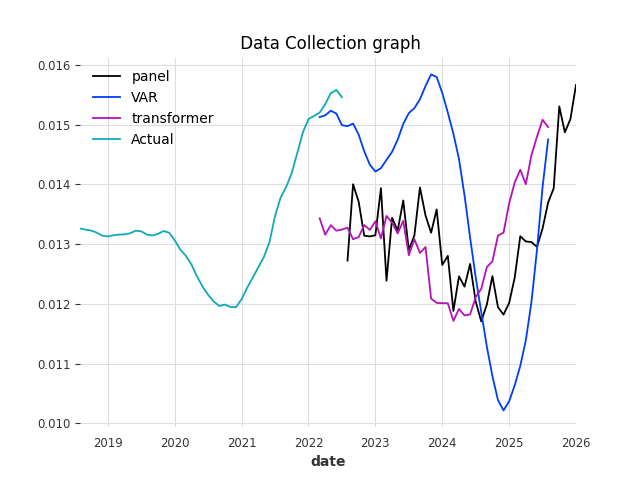 Data Collection graph
0.016
0.015
0.014
0.013
0.012
0.011
0.010
panel
VAR
transformer
Actual
2019 2020 2021 2022 2023 2024 2025 2026
date